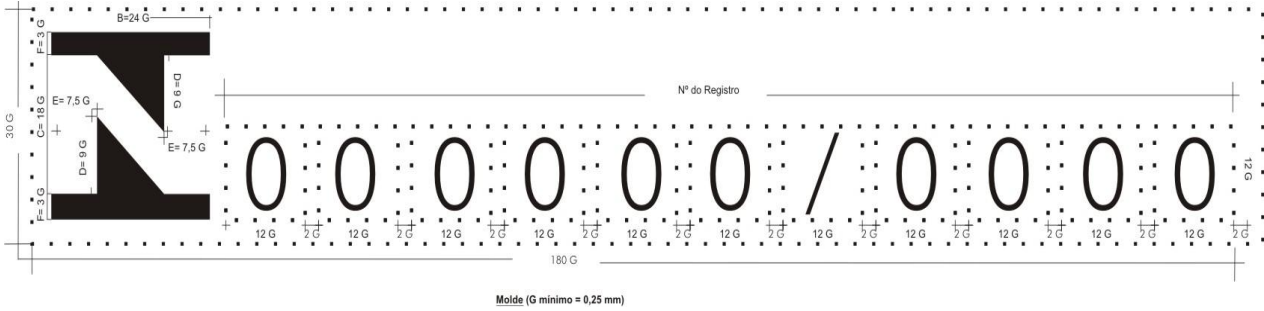 B=24 G
F= 3 G
D= 9 G
Nº do Registro
E= 7,5 G
C= 18 G
30 G
E= 7,5 G
D= 9 G
0 0 0 0 0 0 / 0 0 0 0
12 G
F= 3 G
12 G 2 G 12 G 2 G 12 G 2 G 12 G 2 G 12 G 2 G 12 G 2 G 12 G 2 G 12 G 2 G 12 G 2 G 12 G 2 G 12 G 2 G
180 G
Molde (G minimo = 0,25 mm)